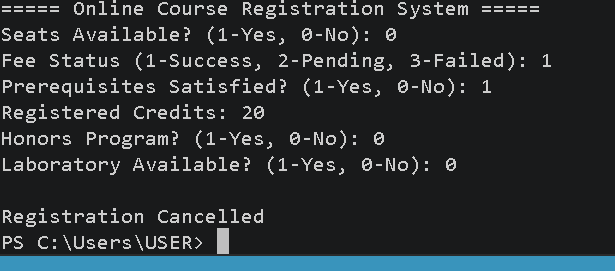 ===== Online Course Registration System =====
Seats Available? (1-Yes, 0-No): 0
Fee Status (1-Success, 2-Pending, 3-Failed): 1
Prerequisites Satisfied? (1-Yes, 0-No): 1
Registered Credits: 20
Honors Program? (1-Yes, 0-No): 0
Laboratory Available? (1-Yes, 0-No): 0
Registration Cancelled
PS C:\Users\USER>